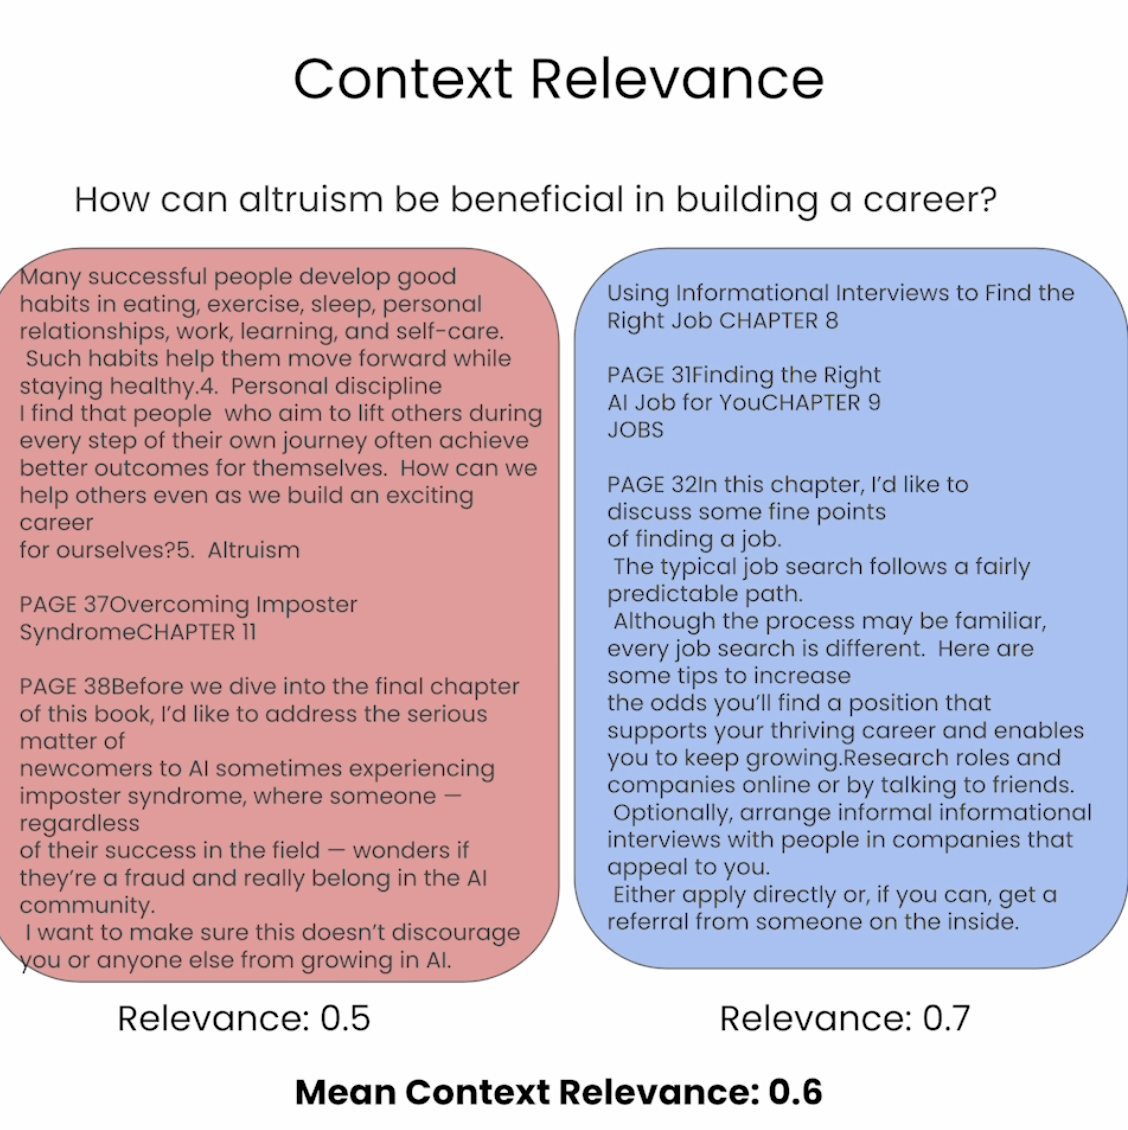 Context Relevance
How can altruism be beneficial in building a career?
Many successful people develop good
habits in eating, exercise, sleep, personal
relationships, work, learning, and self-care.
Such habits help them move forward while
staying healthy.4.  Personal discipline
I find that people  who aim to lift others during
every step of their own journey often achieve
better outcomes for themselves.  How can we
help others even as we build an exciting
career
for ourselves?5.  Altruism
PAGE 37Overcoming Imposter
SyndromeCHAPTER 11
PAGE 38Before we dive into the final chapter
of this book, I’d like to address the serious
matter of
newcomers to AI sometimes experiencing
imposter syndrome, where someone —
regardless
of their success in the field — wonders if
they’re a fraud and really belong in the AI
community.
I want to make sure this doesn’t discourage
you or anyone else from growing in AI.
Relevance: 0.5
Using Informational Interviews to Find the
Right Job CHAPTER 8
PAGE 31Finding the Right
AI Job for YouCHAPTER 9
JOBS
PAGE 32In this chapter, I’d like to
discuss some fine points
of finding a job.
The typical job search follows a fairly
predictable path.
Although the process may be familiar,
every job search is different.  Here are
some tips to increase
the odds you’ll find a position that
supports your thriving career and enables
you to keep growing.Research roles and
companies online or by talking to friends.
Optionally, arrange informal informational
interviews with people in companies that
appeal to you.
Either apply directly or, if you can, get a
referral from someone on the inside.
Relevance: 0.7
Mean Context Relevance: 0.6